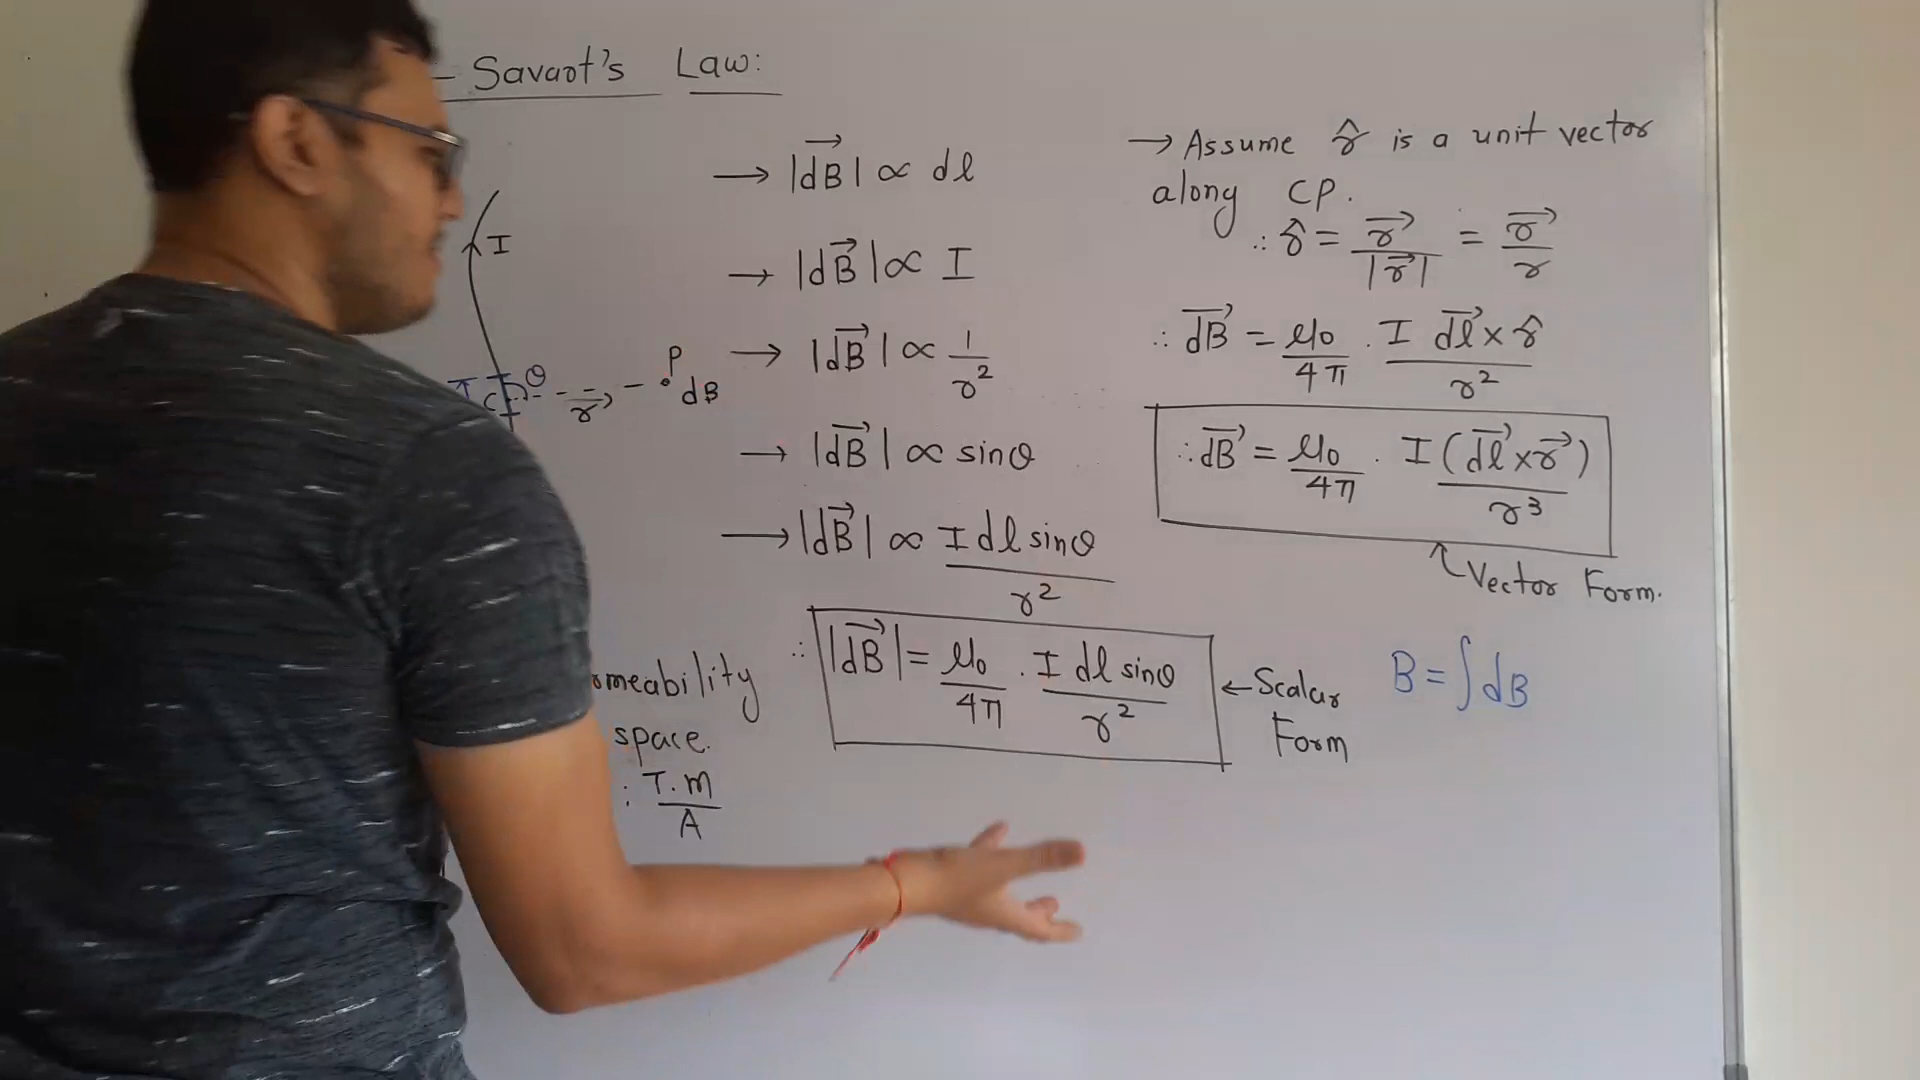 - Savart's Law:
I
θ
C
r⃗
P
dB
→ |d⃗B| ∝ dl
→ |dB⃗| ∝ I
→ |dB⃗| ∝ 1/r²
→ |dB⃗| ∝ sinθ
→ |dB⃗| ∝ I dl sinθ / r²
∴ |dB⃗| = μ₀/4π . I dl sinθ / r²
← Scalar
Form
space.
: T.m/A
→ Assume r̂ is a unit vector
along CP.
∴ r̂ = r⃗/|r⃗| = r⃗/r
∴ dB⃗ = μ₀/4π . I dl⃗ × r̂ / r²
∴ dB⃗ = μ₀/4π . I (dl⃗ × r⃗) / r³
Vector Form.
B = ∫ dB